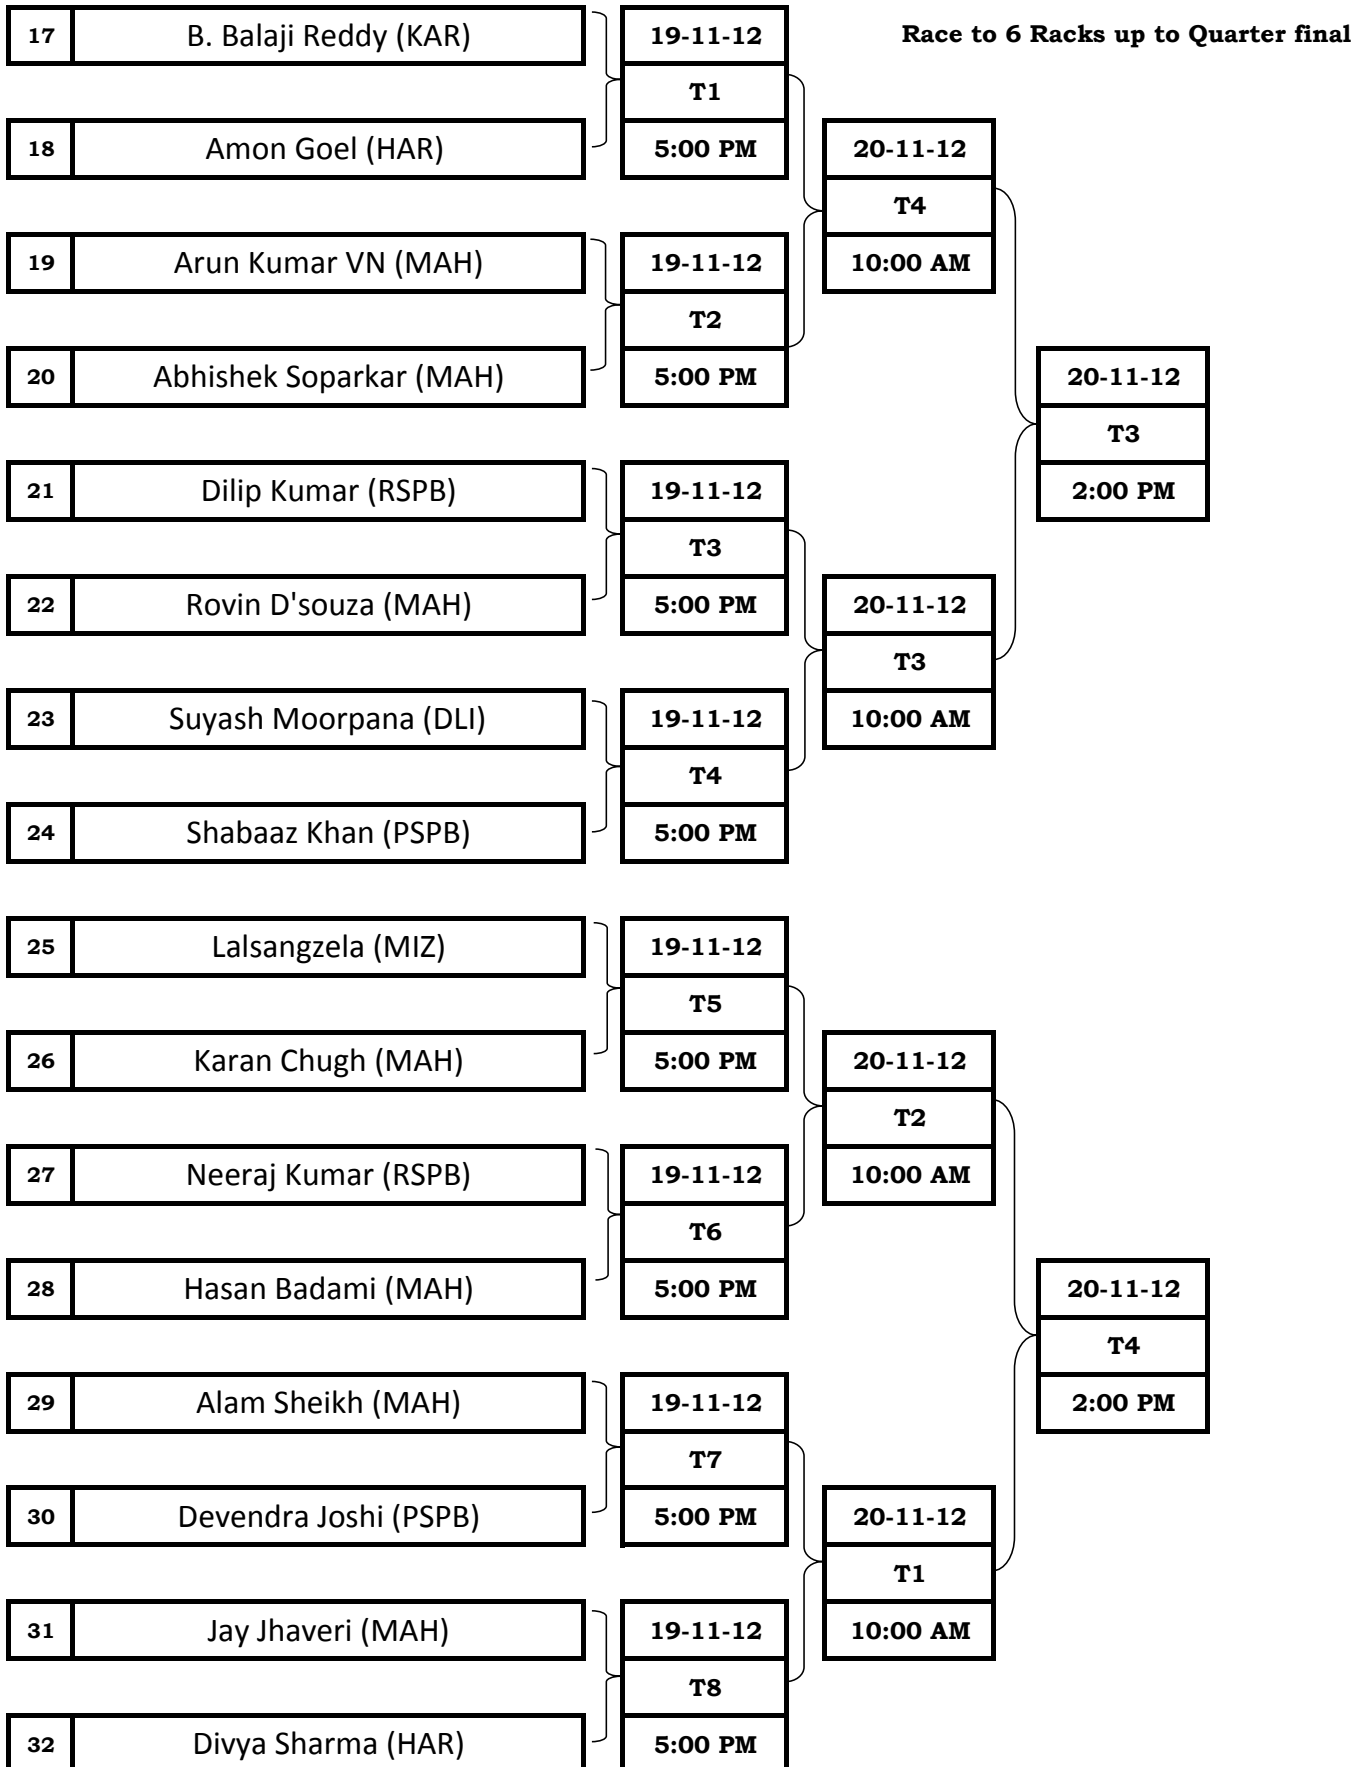 17 B. Balaji Reddy (KAR) 19-11-12 Race to 6 Racks up to Quarter final
T1
18 Amon Goel (HAR) 5:00 PM 20-11-12
T4
19 Arun Kumar VN (MAH) 19-11-12 10:00 AM
T2
20 Abhishek Soparkar (MAH) 5:00 PM 20-11-12
T3
21 Dilip Kumar (RSPB) 19-11-12 2:00 PM
T3
22 Rovin D'souza (MAH) 5:00 PM 20-11-12
T3
23 Suyash Moorpana (DLI) 19-11-12 10:00 AM
T4
24 Shabaaz Khan (PSPB) 5:00 PM
25 Lalsangzela (MIZ) 19-11-12
T5
26 Karan Chugh (MAH) 5:00 PM 20-11-12
T2
27 Neeraj Kumar (RSPB) 19-11-12 10:00 AM
T6
28 Hasan Badami (MAH) 5:00 PM 20-11-12
T4
29 Alam Sheikh (MAH) 19-11-12 2:00 PM
T7
30 Devendra Joshi (PSPB) 5:00 PM 20-11-12
T1
31 Jay Jhaveri (MAH) 19-11-12 10:00 AM
T8
32 Divya Sharma (HAR) 5:00 PM